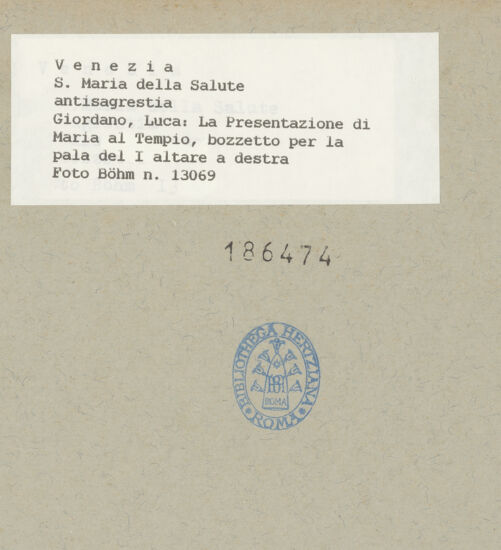 V e n e z i a
S. Maria della Salute
antisagrestia
Giordano, Luca: La Presentazione di
Maria al Tempio, bozzetto per la
pala del I altare a destra
Foto Böhm n. 13069
186474
BIBLIOTHECA HERTZIANA
ROMA
ROMA